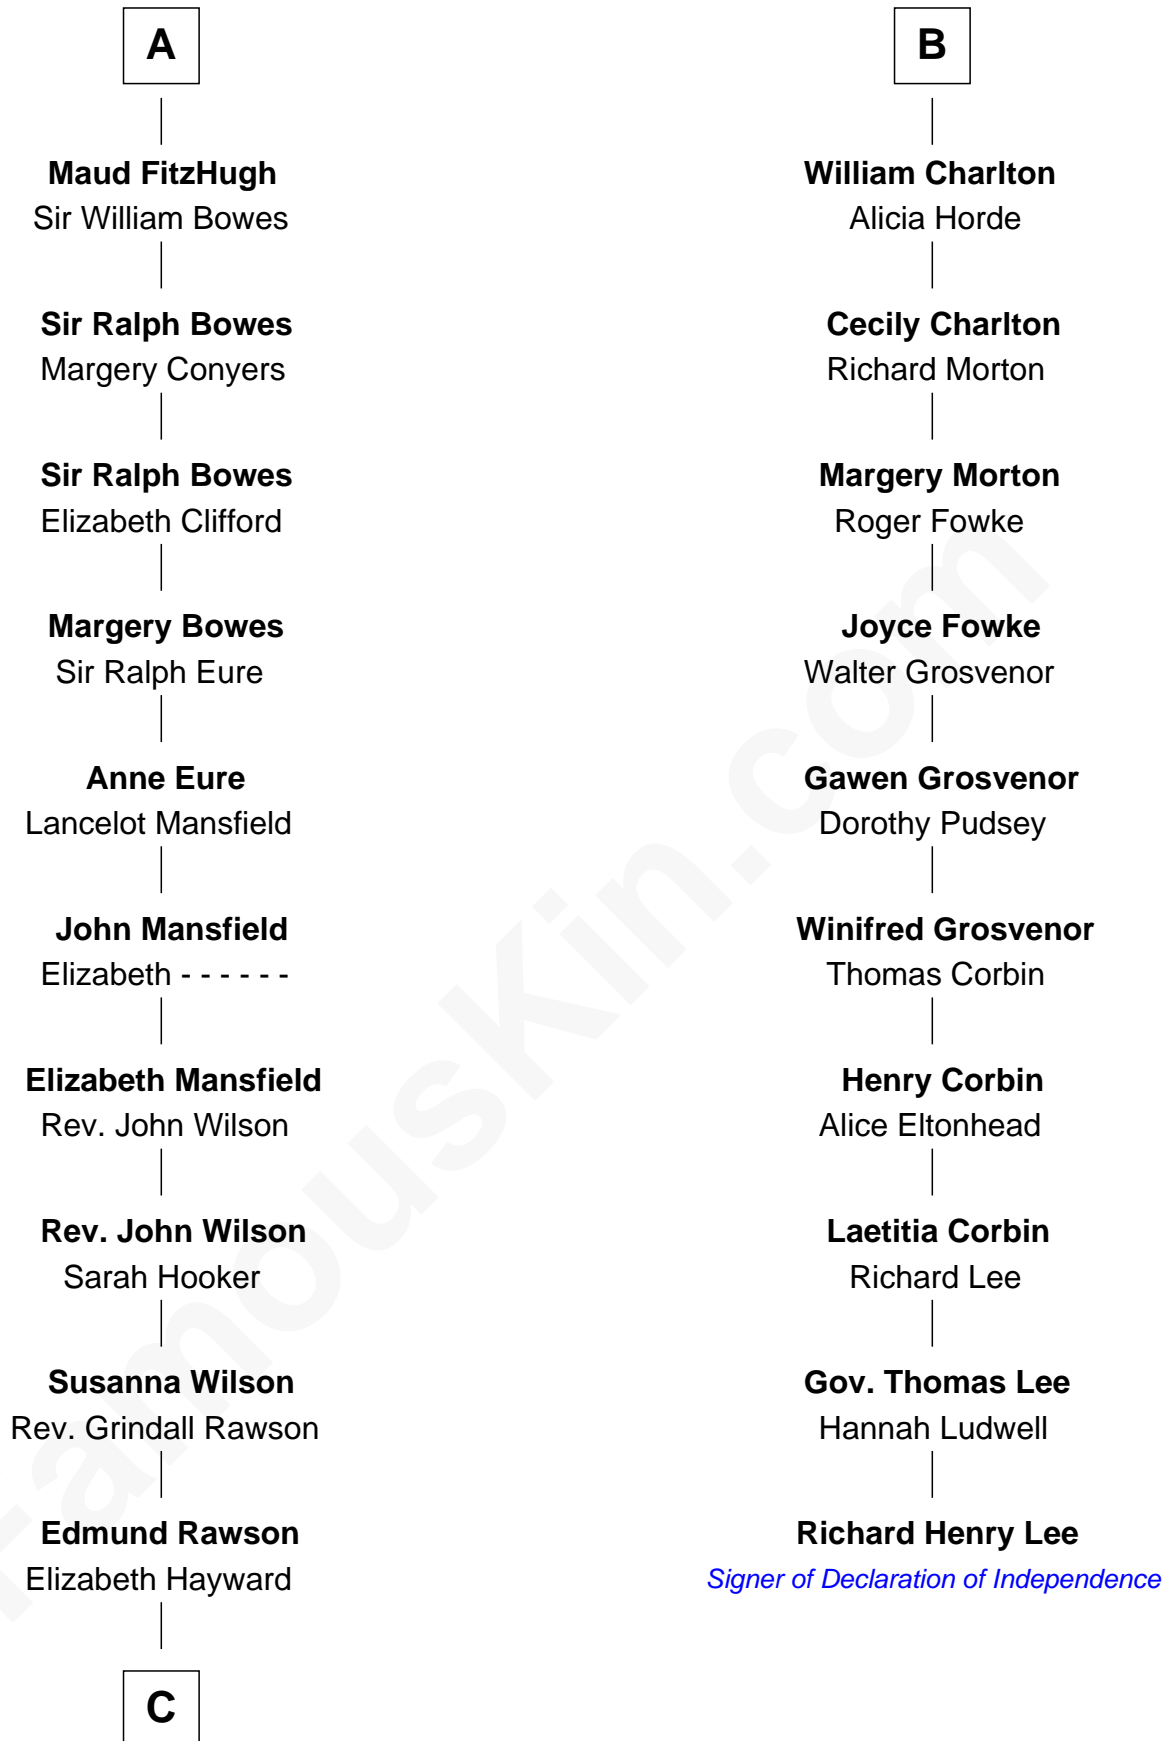 A
Maud FitzHugh
Sir William Bowes
Sir Ralph Bowes
Margery Conyers
Sir Ralph Bowes
Elizabeth Clifford
Margery Bowes
Sir Ralph Eure
Anne Eure
Lancelot Mansfield
John Mansfield
Elizabeth - - - - - -
Elizabeth Mansfield
Rev. John Wilson
Rev. John Wilson
Sarah Hooker
Susanna Wilson
Rev. Grindall Rawson
Edmund Rawson
Elizabeth Hayward
C
B
William Charlton
Alicia Horde
Cecily Charlton
Richard Morton
Margery Morton
Roger Fowke
Joyce Fowke
Walter Grosvenor
Gawen Grosvenor
Dorothy Pudsey
Winifred Grosvenor
Thomas Corbin
Henry Corbin
Alice Eltonhead
Laetitia Corbin
Richard Lee
Gov. Thomas Lee
Hannah Ludwell
Richard Henry Lee
Signer of Declaration of Independence
FamousKin.com